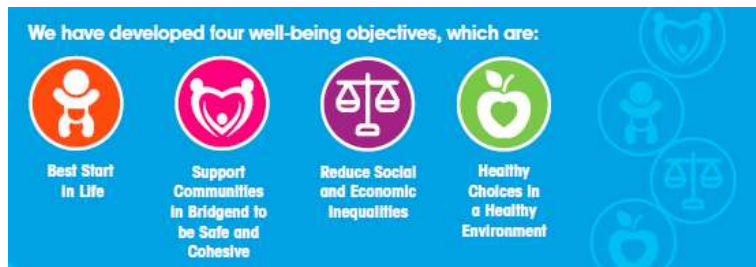 We have developed four well-being objectives, which are:
Best Start
in Life
Support
Communities
in Bridgend to
be Safe and
Cohesive
Reduce Social
and Economic
Inequalities
Healthy
Choices in
a Healthy
Environment